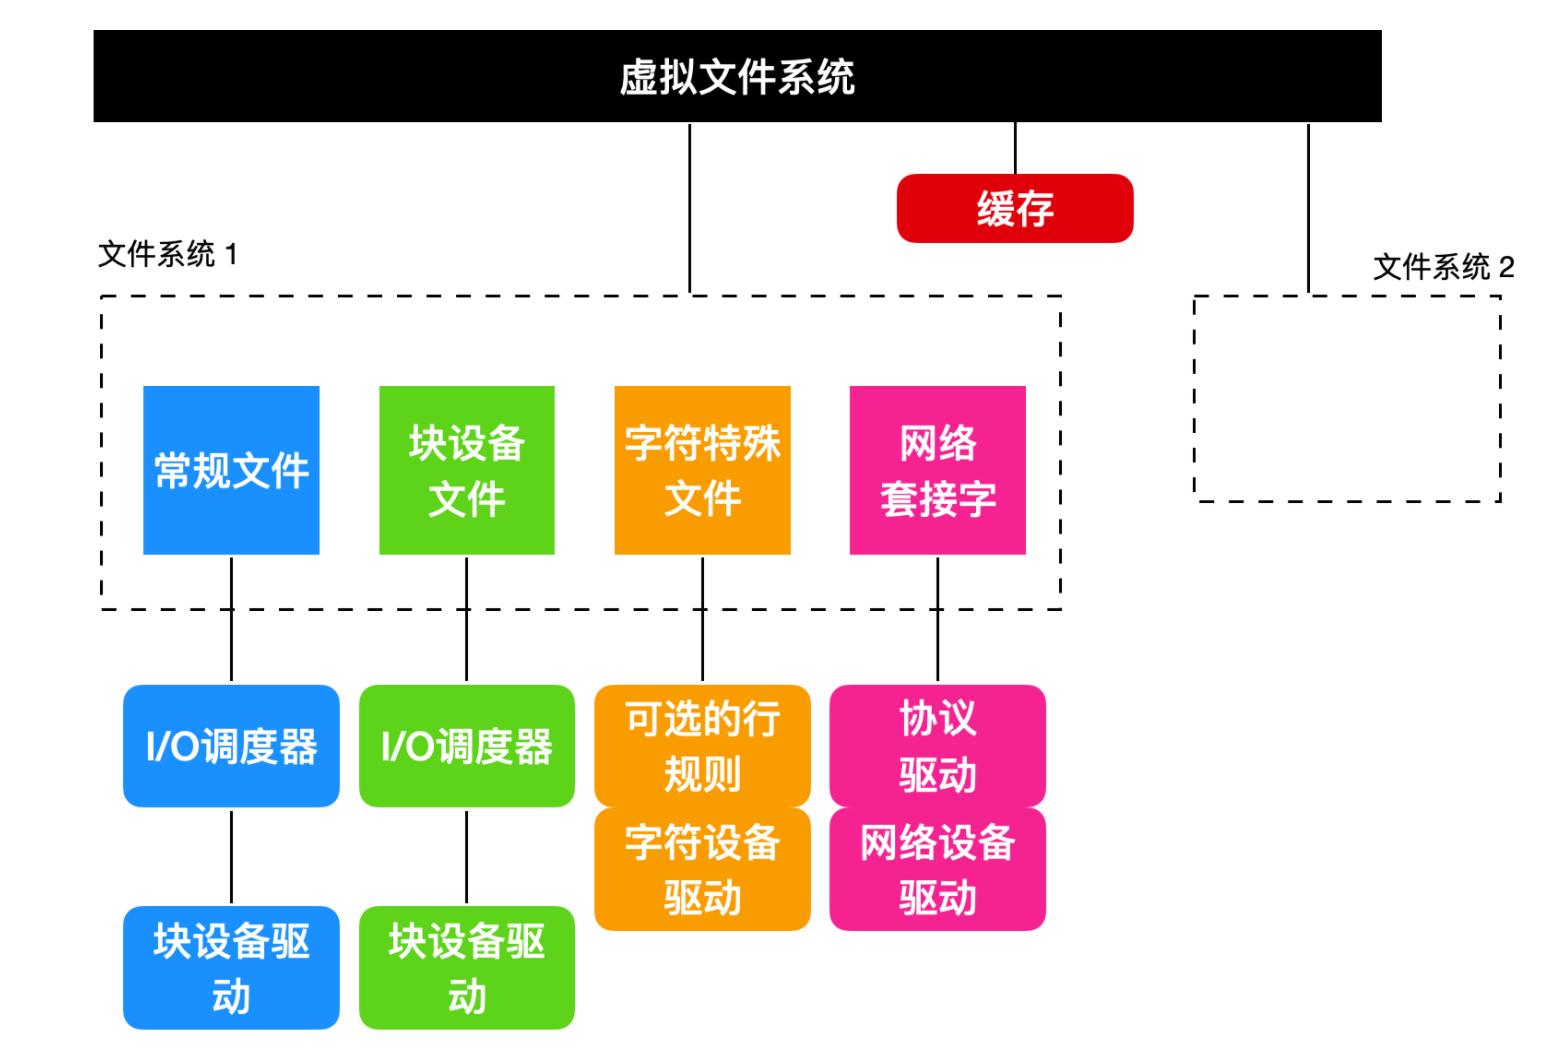 虚拟文件系统
缓存
文件系统 1
文件系统 2
常规文件
块设备
文件
字符特殊
文件
网络
套接字
I/O调度器
I/O调度器
可选的行
规则
协议
驱动
字符设备
驱动
网络设备
驱动
块设备驱
动
块设备驱
动